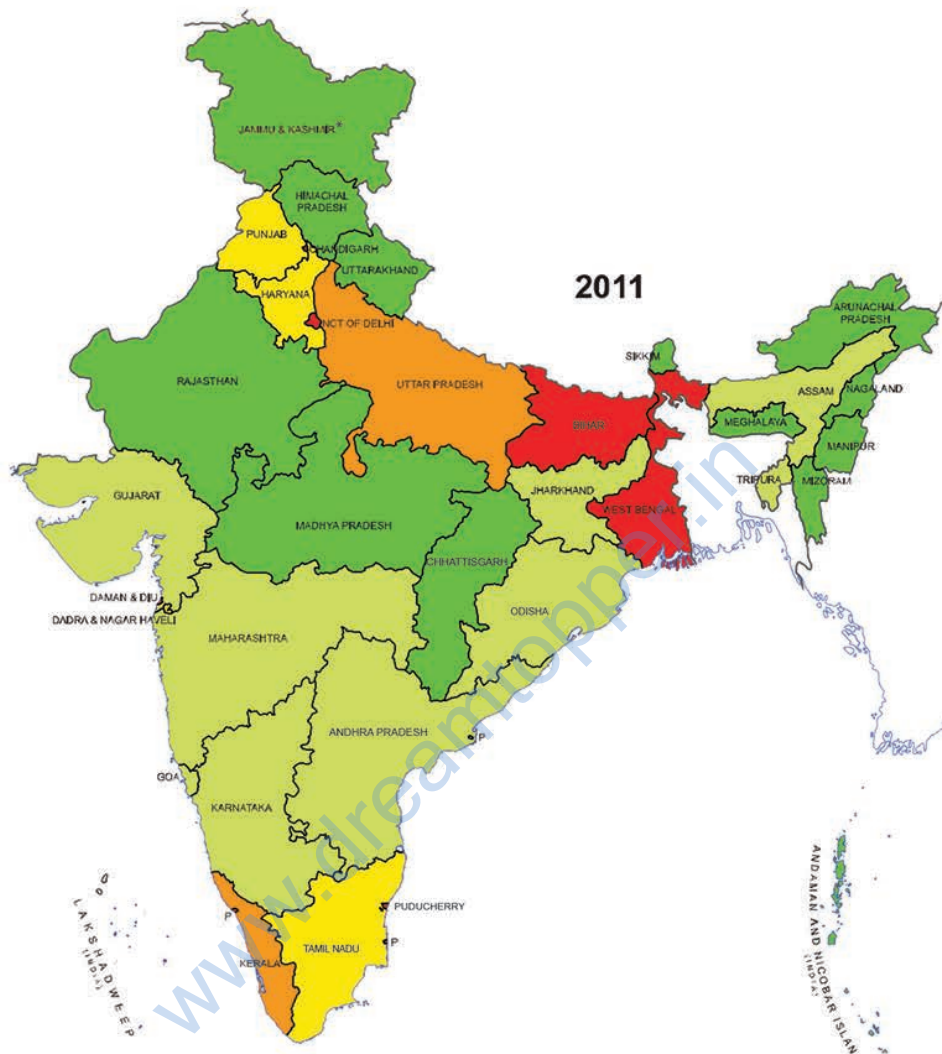 JAMMU & KASHMIR*
HIMACHAL
PRADESH
PUNJAB
CHANDIGARH
UTTARAKHAND
HARYANA
2011
NCT OF DELHI
ARUNACHAL
PRADESH
SIKKIM
RAJASTHAN
UTTAR PRADESH
ASSAM
NAGALAND
BIHAR
MEGHALAYA
MANIPUR
GUJARAT
JHARKHAND
TRIPURA
MIZORAM
MADHYA PRADESH
WEST BENGAL
CHHATTISGARH
DAMAN & DIU
DADRA & NAGAR HAVELI
ODISHA
MAHARASHTRA
ANDHRA PRADESH
P
GOA
KARNATAKA
P
PUDUCHERRY
P
TAMIL NADU
KERALA
LAKSHADWEEP
(INDIA)
ANDAMAN AND NICOBAR ISLAN
(INDIA)
www.dreamtopper.in